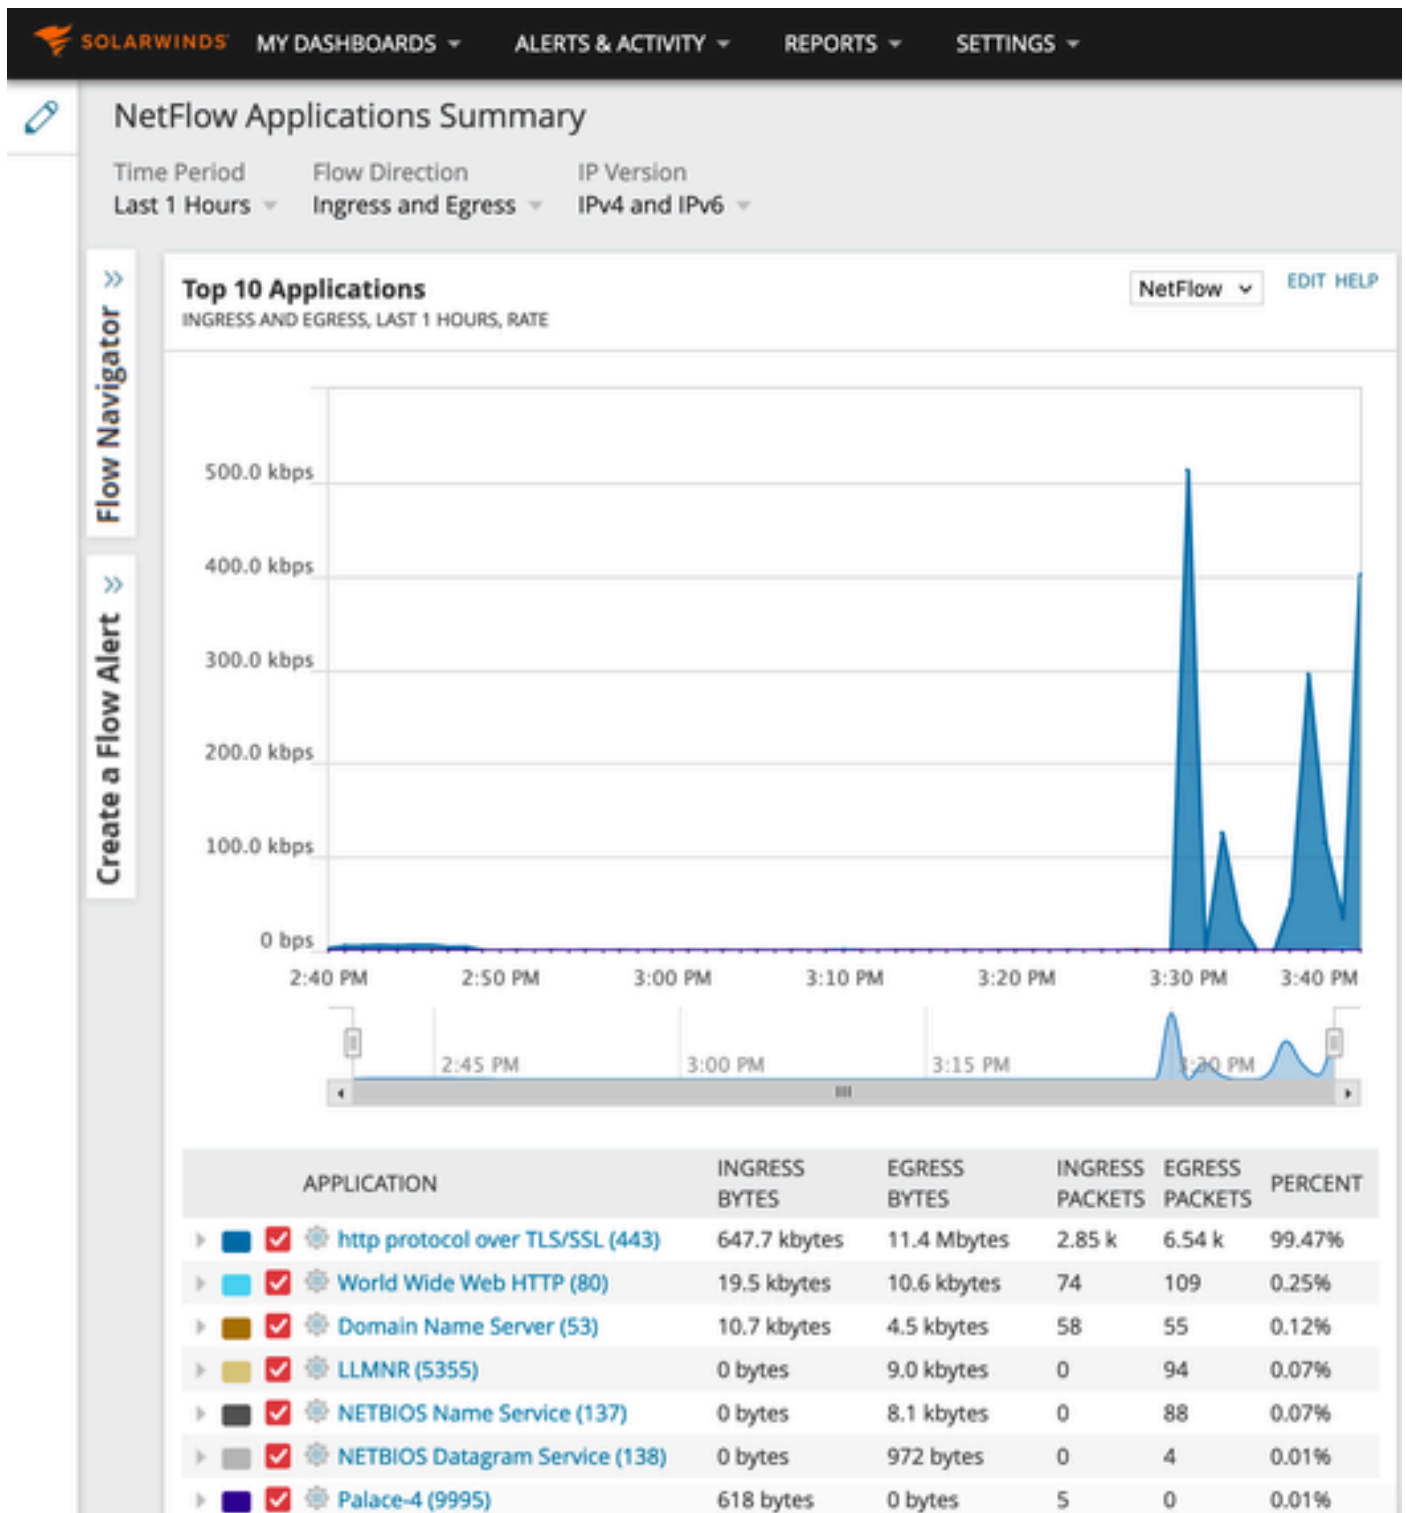 SOLARWINDS MY DASHBOARDS ALERTS & ACTIVITY REPORTS SETTINGS
NetFlow Applications Summary
Time Period Flow Direction IP Version
Last 1 Hours Ingress and Egress IPv4 and IPv6
Flow Navigator
Create a Flow Alert
Top 10 Applications NetFlow EDIT HELP
INGRESS AND EGRESS, LAST 1 HOURS, RATE
500.0 kbps
400.0 kbps
300.0 kbps
200.0 kbps
100.0 kbps
0 bps
2:40 PM 2:50 PM 3:00 PM 3:10 PM 3:20 PM 3:30 PM 3:40 PM
2:45 PM 3:00 PM 3:15 PM 3:30 PM
APPLICATION INGRESS BYTES EGRESS BYTES INGRESS PACKETS EGRESS PACKETS PERCENT
http protocol over TLS/SSL (443) 647.7 kbytes 11.4 Mbytes 2.85 k 6.54 k 99.47%
World Wide Web HTTP (80) 19.5 kbytes 10.6 kbytes 74 109 0.25%
Domain Name Server (53) 10.7 kbytes 4.5 kbytes 58 55 0.12%
LLMNR (5355) 0 bytes 9.0 kbytes 0 94 0.07%
NETBIOS Name Service (137) 0 bytes 8.1 kbytes 0 88 0.07%
NETBIOS Datagram Service (138) 0 bytes 972 bytes 0 4 0.01%
Palace-4 (9995) 618 bytes 0 bytes 5 0 0.01%